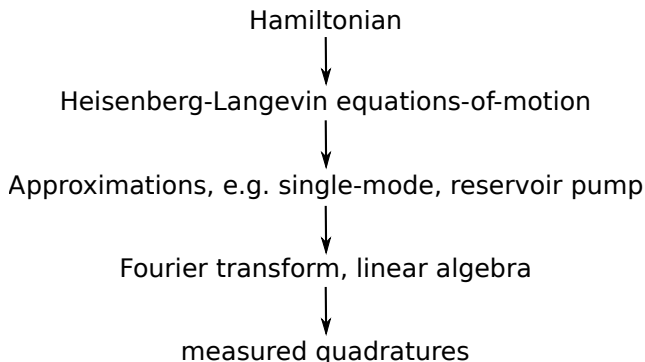 Hamiltonian
Heisenberg-Langevin equations-of-motion
Approximations, e.g. single-mode, reservoir pump
Fourier transform, linear algebra
measured quadratures